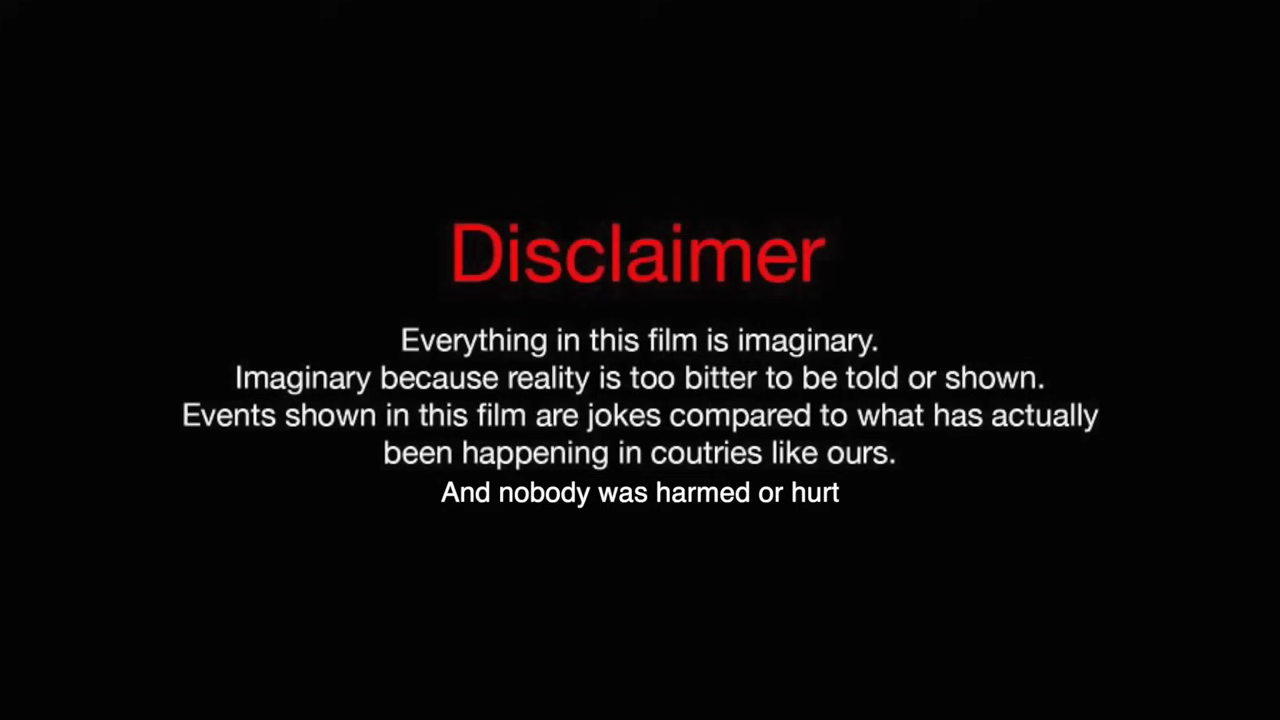 Disclaimer
Everything in this film is imaginary.
Imaginary because reality is too bitter to be told or shown.
Events shown in this film are jokes compared to what has actually
been happening in coutries like ours.
And nobody was harmed or hurt